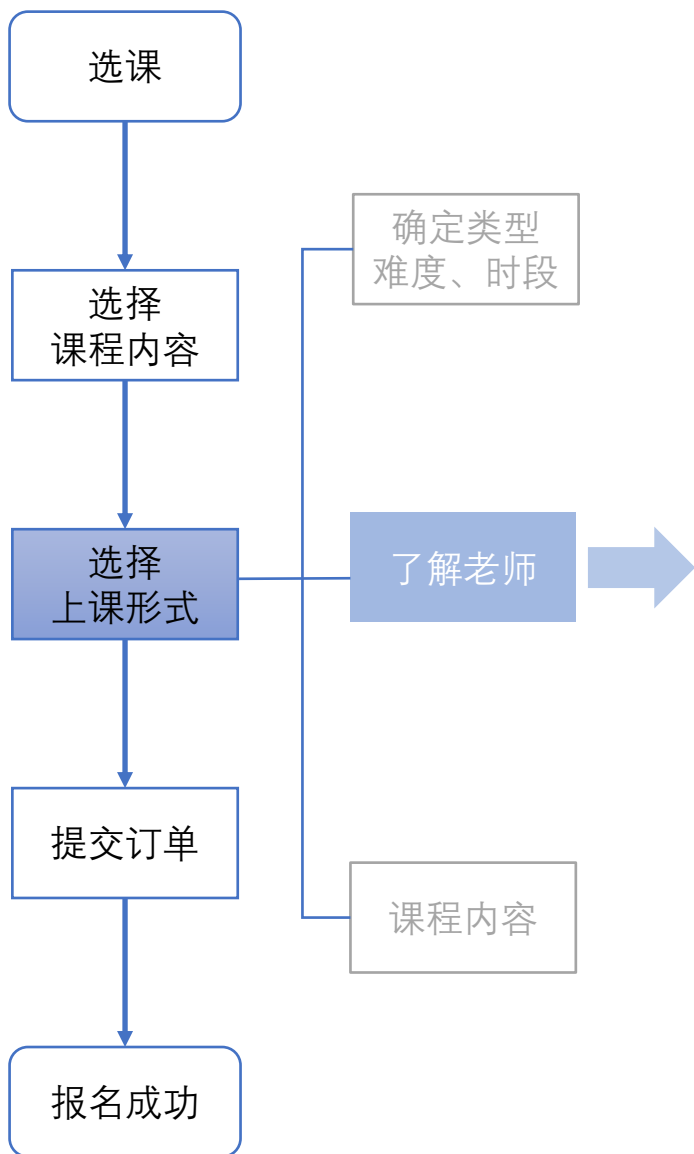 选课
选择
课程内容
选择
上课形式
提交订单
报名成功
确定类型
难度、时段
了解老师
课程内容